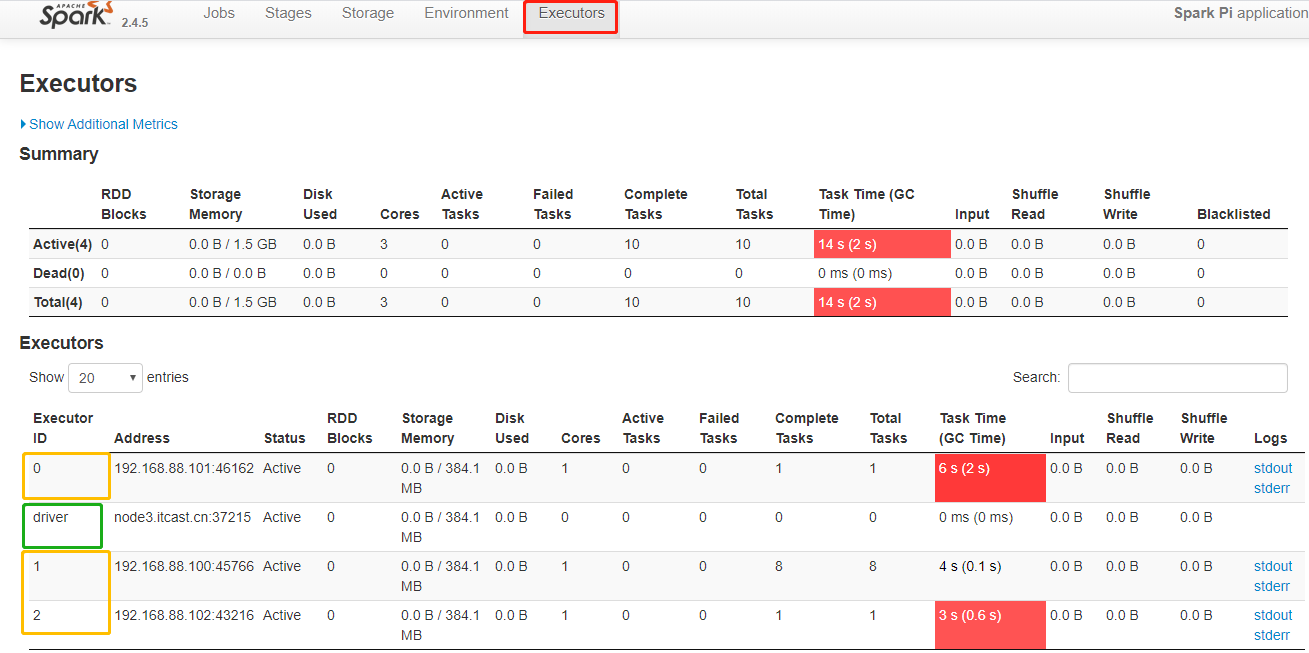 APACHE
Spark 2.4.5 Jobs Stages Storage Environment Executors Spark Pi application
Executors
Show Additional Metrics
Summary
RDD Blocks Storage Memory Disk Used Cores Active Tasks Failed Tasks Complete Tasks Total Tasks Task Time (GC Time) Input Shuffle Read Shuffle Write Blacklisted
Active(4) 0 0.0 B / 1.5 GB 0.0 B 3 0 0 10 10 14 s (2 s) 0.0 B 0.0 B 0.0 B 0
Dead(0) 0 0.0 B / 0.0 B 0.0 B 0 0 0 0 0 0 ms (0 ms) 0.0 B 0.0 B 0.0 B 0
Total(4) 0 0.0 B / 1.5 GB 0.0 B 3 0 0 10 10 14 s (2 s) 0.0 B 0.0 B 0.0 B 0
Executors
Show 20 entries Search:
Executor ID Address Status RDD Blocks Storage Memory Disk Used Cores Active Tasks Failed Tasks Complete Tasks Total Tasks Task Time (GC Time) Input Shuffle Read Shuffle Write Logs
0 192.168.88.101:46162 Active 0 0.0 B / 384.1 MB 0.0 B 1 0 0 1 1 6 s (2 s) 0.0 B 0.0 B 0.0 B stdout stderr
driver node3.itcast.cn:37215 Active 0 0.0 B / 384.1 MB 0.0 B 0 0 0 0 0 0 ms (0 ms) 0.0 B 0.0 B 0.0 B
1 192.168.88.100:45766 Active 0 0.0 B / 384.1 MB 0.0 B 1 0 0 8 8 4 s (0.1 s) 0.0 B 0.0 B 0.0 B stdout stderr
2 192.168.88.102:43216 Active 0 0.0 B / 384.1 MB 0.0 B 1 0 0 1 1 3 s (0.6 s) 0.0 B 0.0 B 0.0 B stdout stderr